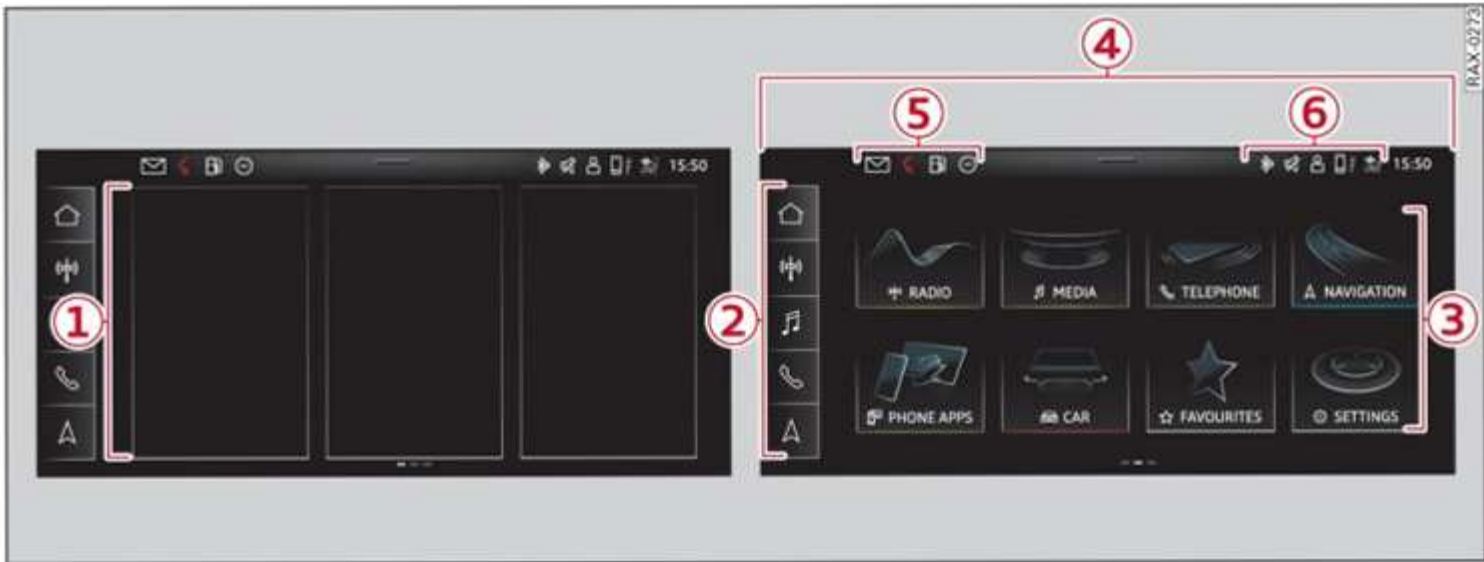 RAX-0273
4
5
6
15:50
15:50
1
2
3
RADIO
MEDIA
TELEPHONE
NAVIGATION
PHONE APPS
CAR
FAVOURITES
SETTINGS